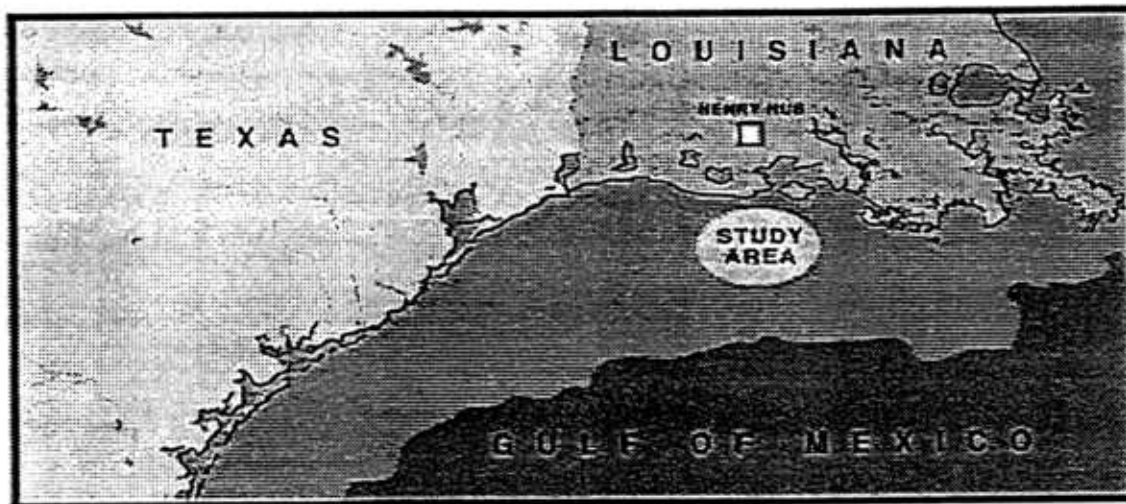 LOUISIANA
HENRY HUB
TEXAS
STUDY
AREA
GULF OF MEXICO